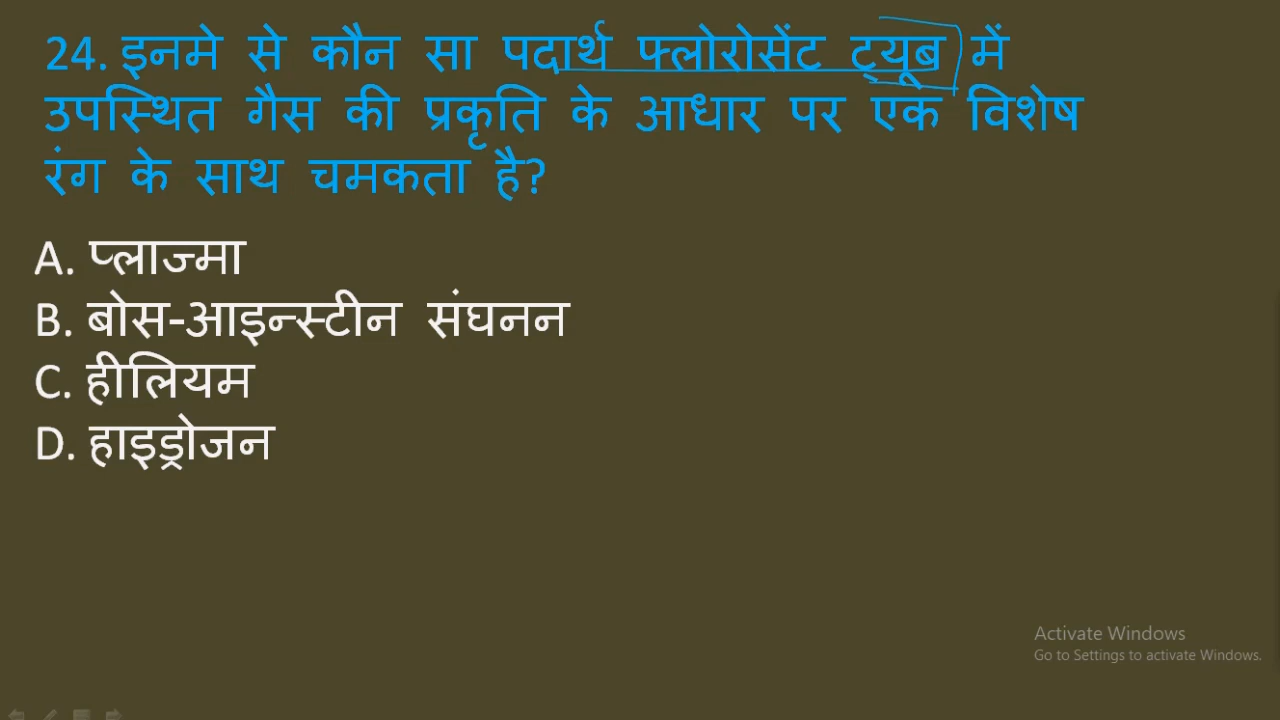 24. इनमे से कौन सा पदार्थ फ्लोरोसेंट ट्यूब में
उपस्थित गैस की प्रकृति के आधार पर एक विशेष
रंग के साथ चमकता है?
A. प्लाज्मा
B. बोस-आइन्स्टीन संघनन
C. हीलियम
D. हाइड्रोजन
Activate Windows
Go to Settings to activate Windows.